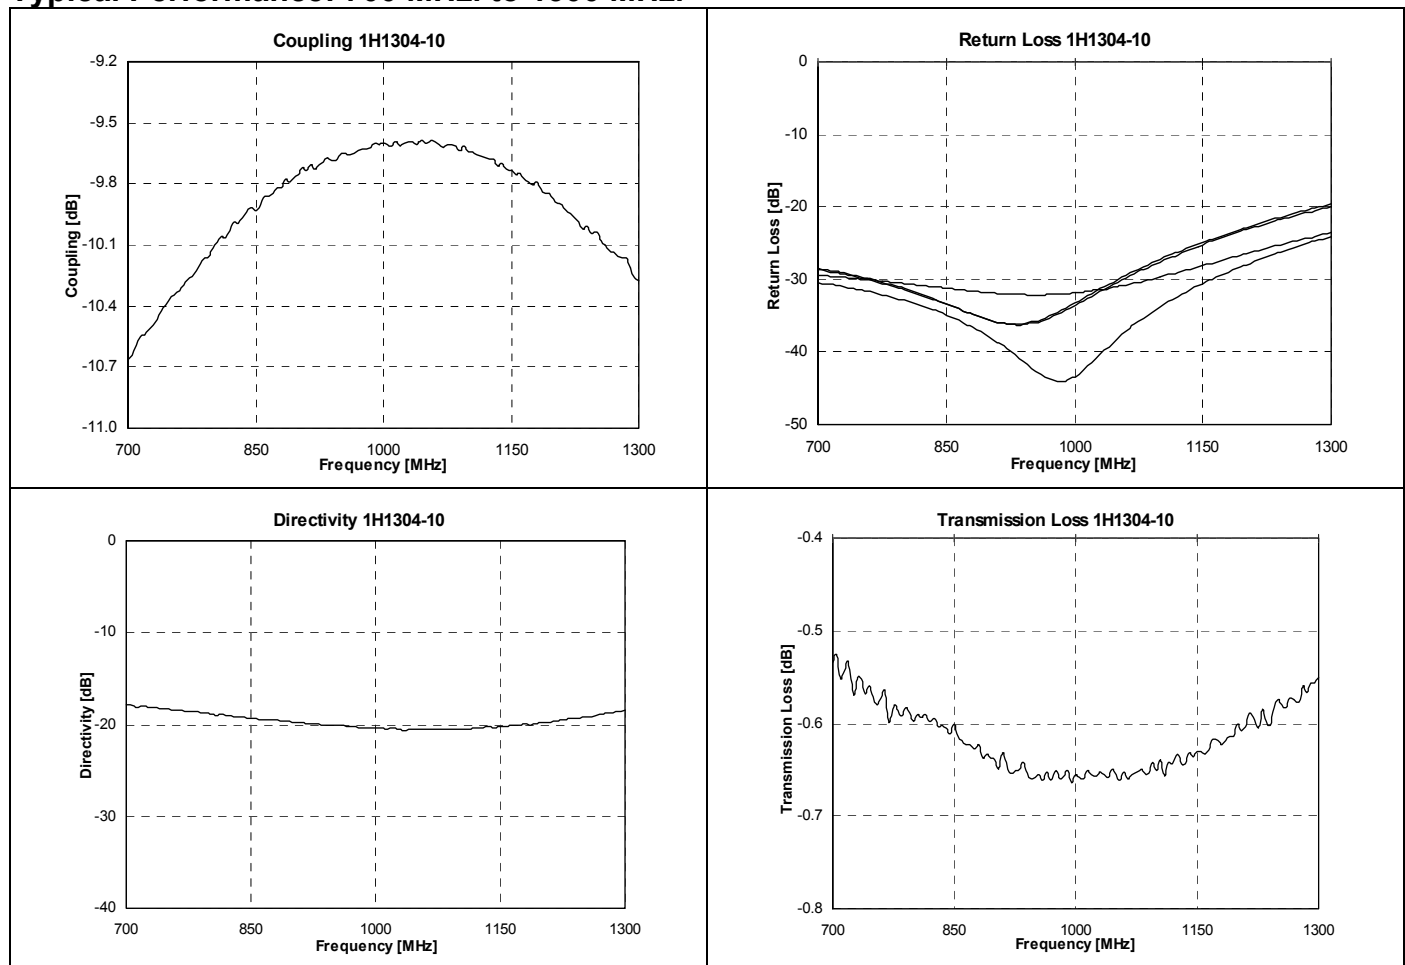 Coupling 1H1304-10
-9.2
-9.5
-9.8
-10.1
-10.4
-10.7
-11.0
Coupling [dB]
700 850 1000 1150 1300
Frequency [MHz]
Return Loss 1H1304-10
0
-10
-20
-30
-40
-50
Return Loss [dB]
700 850 1000 1150 1300
Frequency [MHz]
Directivity 1H1304-10
0
-10
-20
-30
-40
Directivity [dB]
700 850 1000 1150 1300
Frequency [MHz]
Transmission Loss 1H1304-10
-0.4
-0.5
-0.6
-0.7
-0.8
Transmission Loss [dB]
700 850 1000 1150 1300
Frequency [MHz]